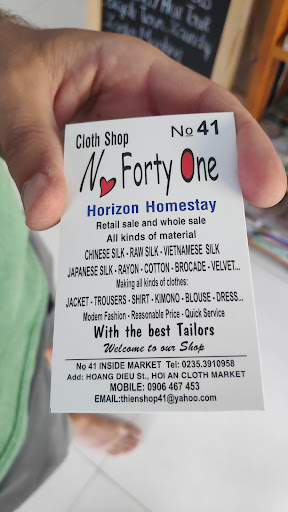 Cloth Shop No 41
No Forty One
Horizon Homestay
Retail sale and whole sale
All kinds of material
CHINESE SILK - RAW SILK - VIETNAMESE SILK
JAPANESE SILK - RAYON - COTTON - BROCADE - VELVET...
Making all kinds of clothes:
JACKET - TROUSERS - SHIRT - KIMONO - BLOUSE - DRESS...
Modern Fashion - Reasonable Price - Quick Service
With the best Tailors
Welcome to our Shop
No 41 INSIDE MARKET Tel: 0235.3910958
Add: HOANG DIEU St., HOI AN CLOTH MARKET
MOBILE: 0906 467 453
EMAIL:thienshop41@yahoo.com